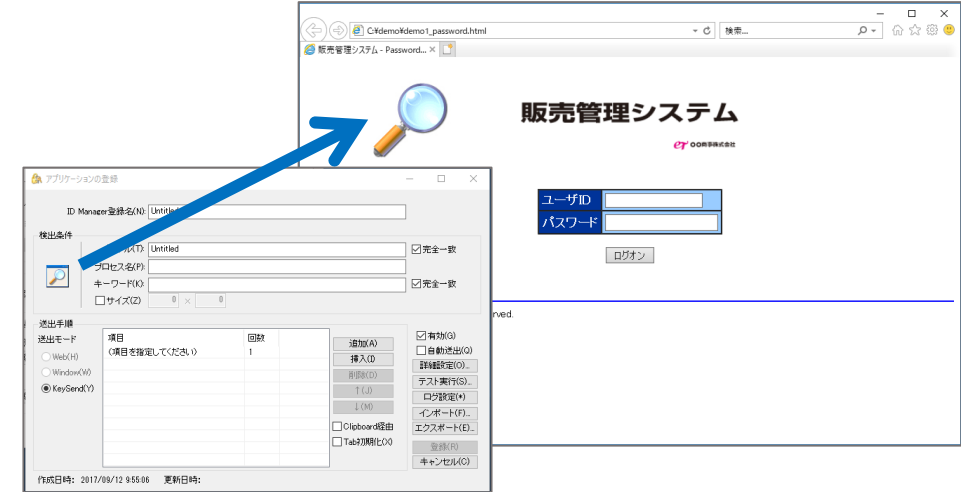 C:¥demo¥demo1_password.html
検索...
販売管理システム - Password...
販売管理システム
er 〇〇商事株式会社
ユーザID
パスワード
ログオン
rved.
アプリケーションの登録
ID Manager登録名(N): Untitled
検出条件
ル(T): Untitled
完全一致
プロセス名(P):
キーワード(K):
完全一致
サイズ(Z) 0 × 0
送出手順
送出モード
Web(H)
Window(W)
KeySend(Y)
項目 回数
(項目を指定してください) 1
追加(A)
挿入(I)
削除(D)
↑(J)
↓(M)
Clipboard経由
Tab初期化(X)
有効(G)
自動送出(Q)
詳細設定(O)...
テスト実行(S)...
ログ設定(*)
インポート(F)...
エクスポート(E)...
登録(R)
キャンセル(C)
作成日時: 2017/09/12 9:55:06 更新日時: